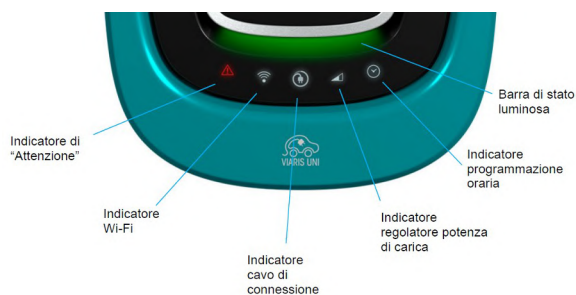 Barra di stato
luminosa
Indicatore di
“Attenzione”
VIARIS UNI
Indicatore
programmazione
oraria
Indicatore
Wi-Fi
Indicatore
regolatore potenza
di carica
Indicatore
cavo di
connessione